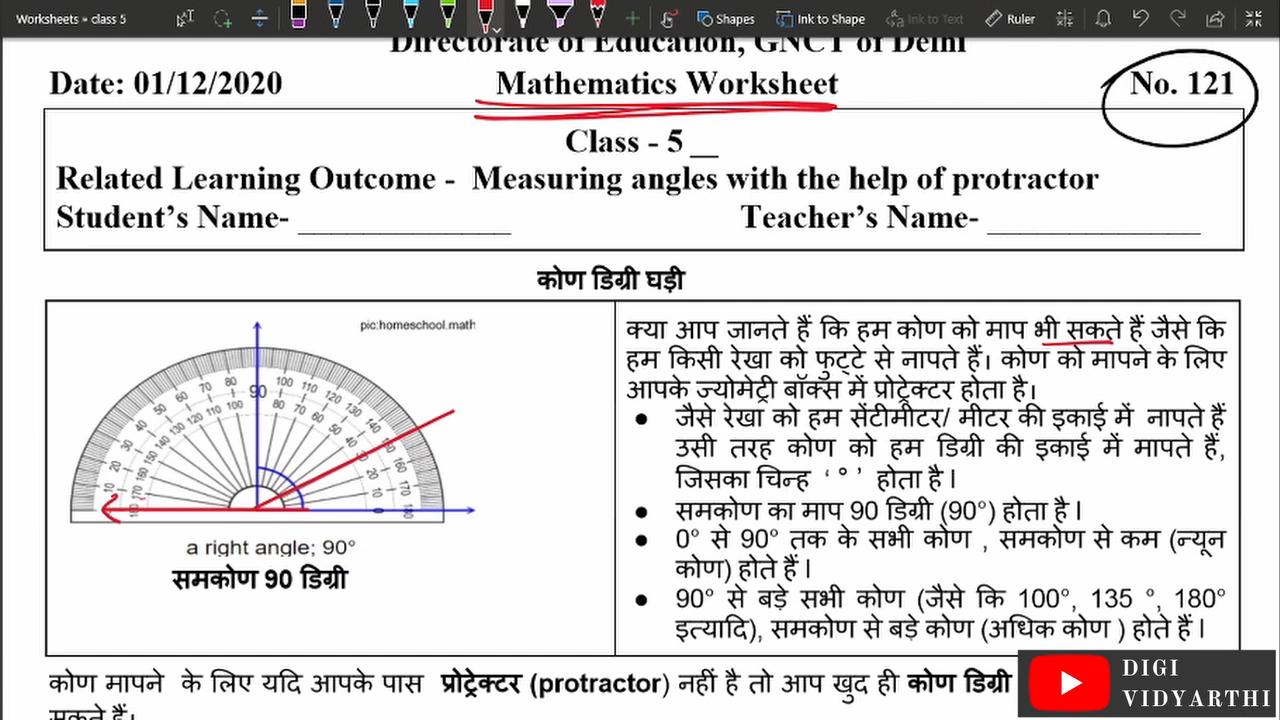 Worksheets » class 5
Shapes
Ink to Shape
Ink to Text
Ruler
Directorate of Education, GNCT of Delhi
Date: 01/12/2020 Mathematics Worksheet No. 121
Class - 5 __
Related Learning Outcome - Measuring angles with the help of protractor
Student's Name- _____________ Teacher's Name- _____________
कोण डिग्री घड़ी
pic:homeschool.math
a right angle; 90°
समकोण 90 डिग्री
क्या आप जानते हैं कि हम कोण को माप भी सकते हैं जैसे कि
हम किसी रेखा को फुट्टे से नापते हैं। कोण को मापने के लिए
आपके ज्योमेट्री बॉक्स में प्रोट्रेक्टर होता है।
● जैसे रेखा को हम सेंटीमीटर/ मीटर की इकाई में नापते हैं
उसी तरह कोण को हम डिग्री की इकाई में मापते हैं,
जिसका चिन्ह ‘ ° ’ होता है।
● समकोण का माप 90 डिग्री (90°) होता है।
● 0° से 90° तक के सभी कोण , समकोण से कम (न्यून
कोण) होते हैं।
● 90° से बड़े सभी कोण (जैसे कि 100°, 135 °, 180°
इत्यादि), समकोण से बड़े कोण (अधिक कोण ) होते हैं।
कोण मापने के लिए यदि आपके पास प्रोट्रेक्टर (protractor) नहीं है तो आप खुद ही कोण डिग्री
सकते हैं।
DIGI
VIDYARTHI